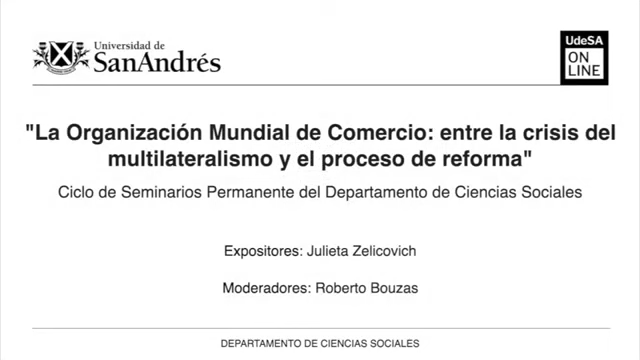 Universidad de
SanAndrés
UdeSA
ON
LINE
"La Organización Mundial de Comercio: entre la crisis del
multilateralismo y el proceso de reforma"
Ciclo de Seminarios Permanente del Departamento de Ciencias Sociales
Expositores: Julieta Zelicovich
Moderadores: Roberto Bouzas
DEPARTAMENTO DE CIENCIAS SOCIALES